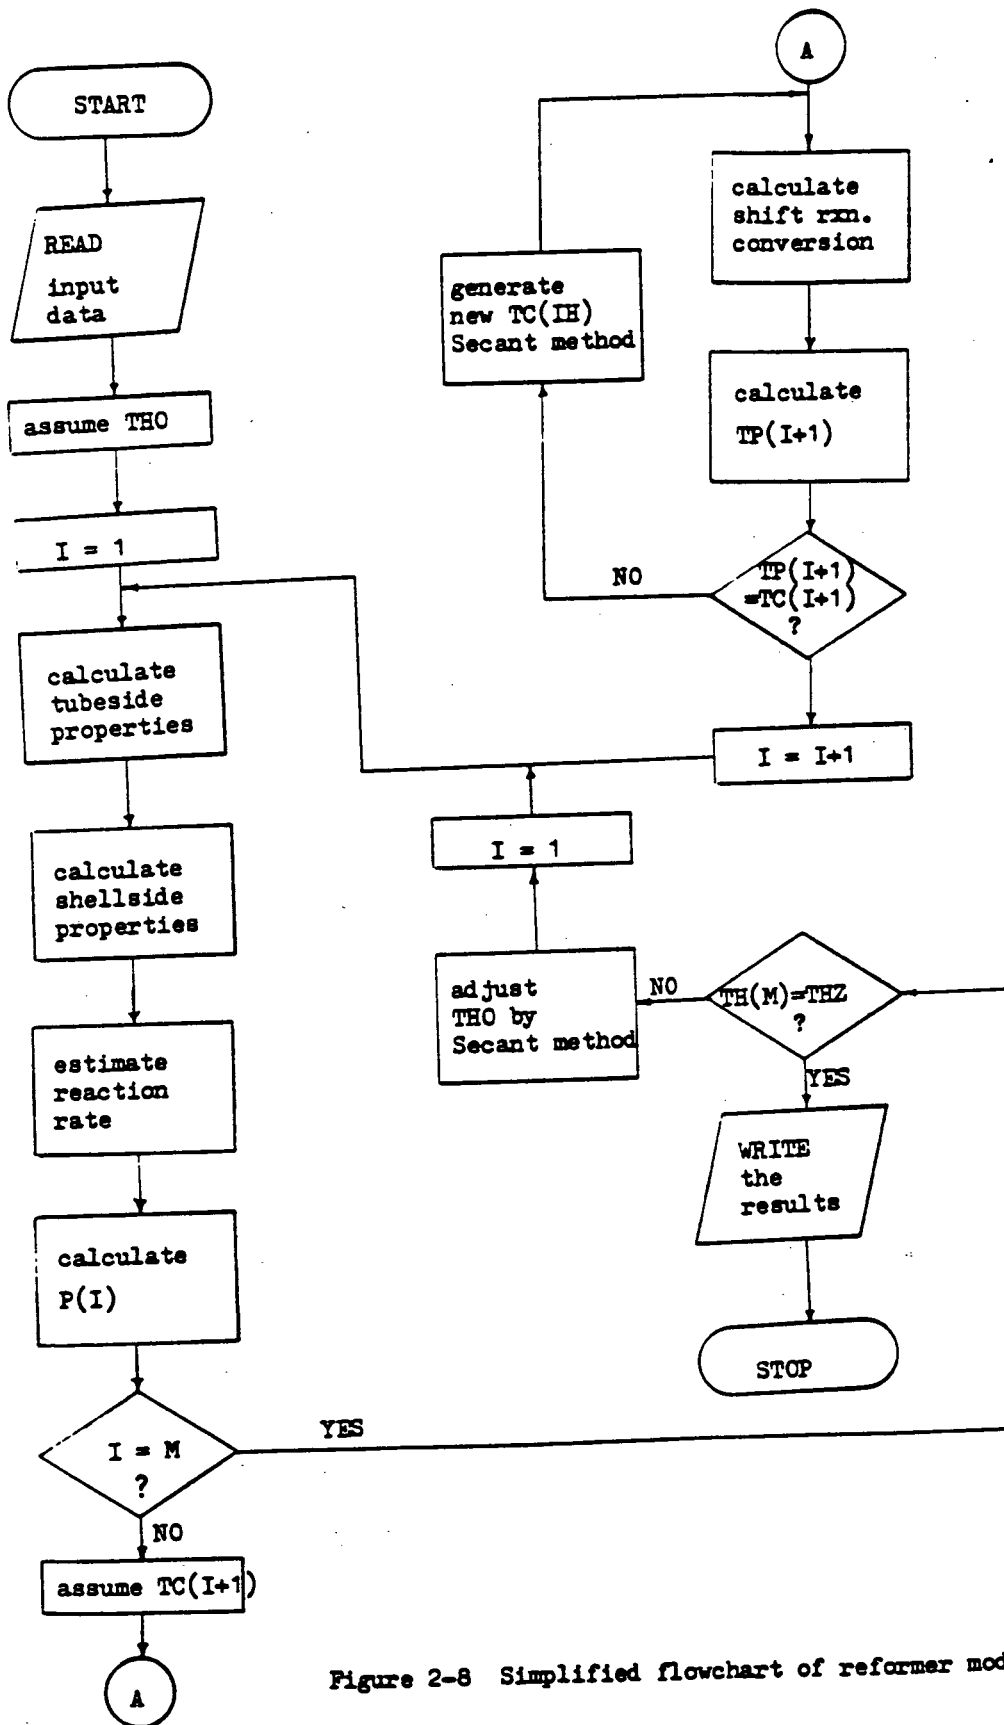 START
READ
input
data
assume THO
I = 1
calculate
tubeside
properties
calculate
shellside
properties
estimate
reaction
rate
calculate
P(I)
I = M
?
YES
NO
assume TC(I+1)
A
A
calculate
shift rxn.
conversion
generate
new TC(IH)
Secant method
calculate
TP(I+1)
NO
TP(I+1)
=TC(I+1)
?
I = I+1
I = 1
adjust
THO by
Secant method
NO
TH(M)=THZ
?
YES
WRITE
the
results
STOP
Figure 2-8 Simplified flowchart of reformer mod